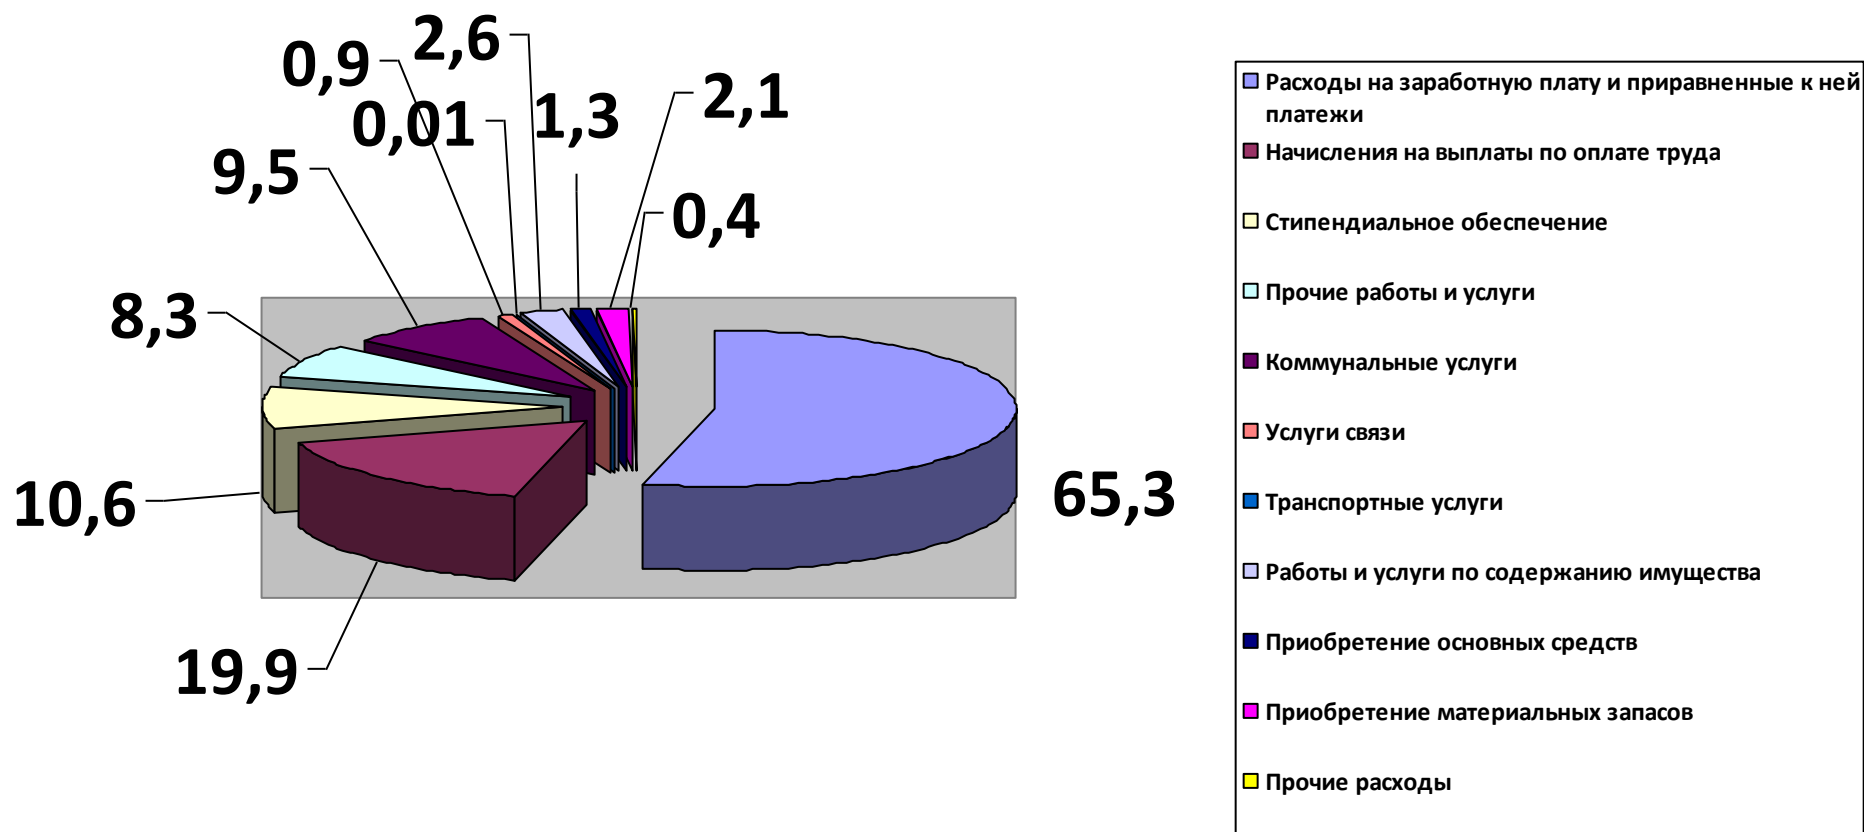 2,6
0,9
2,1
0,01
1,3
9,5
0,4
8,3
65,3
10,6
19,9
Расходы на заработную плату и приравненные к ней
платежи
Начисления на выплаты по оплате труда
Стипендиальное обеспечение
Прочие работы и услуги
Коммунальные услуги
Услуги связи
Транспортные услуги
Работы и услуги по содержанию имущества
Приобретение основных средств
Приобретение материальных запасов
Прочие расходы